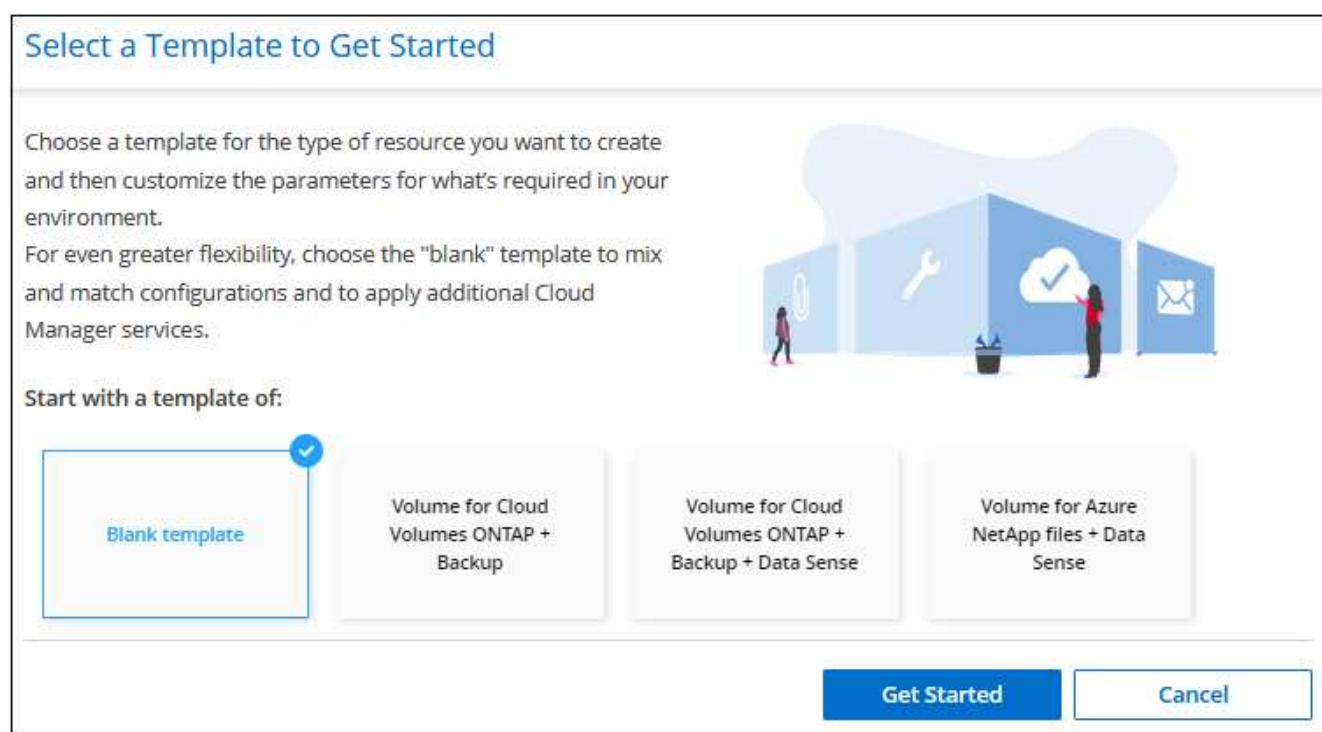 Select a Template to Get Started
Choose a template for the type of resource you want to create
and then customize the parameters for what's required in your
environment.
For even greater flexibility, choose the "blank" template to mix
and match configurations and to apply additional Cloud
Manager services.
Start with a template of:
Blank template
Volume for Cloud
Volumes ONTAP +
Backup
Volume for Cloud
Volumes ONTAP +
Backup + Data Sense
Volume for Azure
NetApp files + Data
Sense
Get Started
Cancel